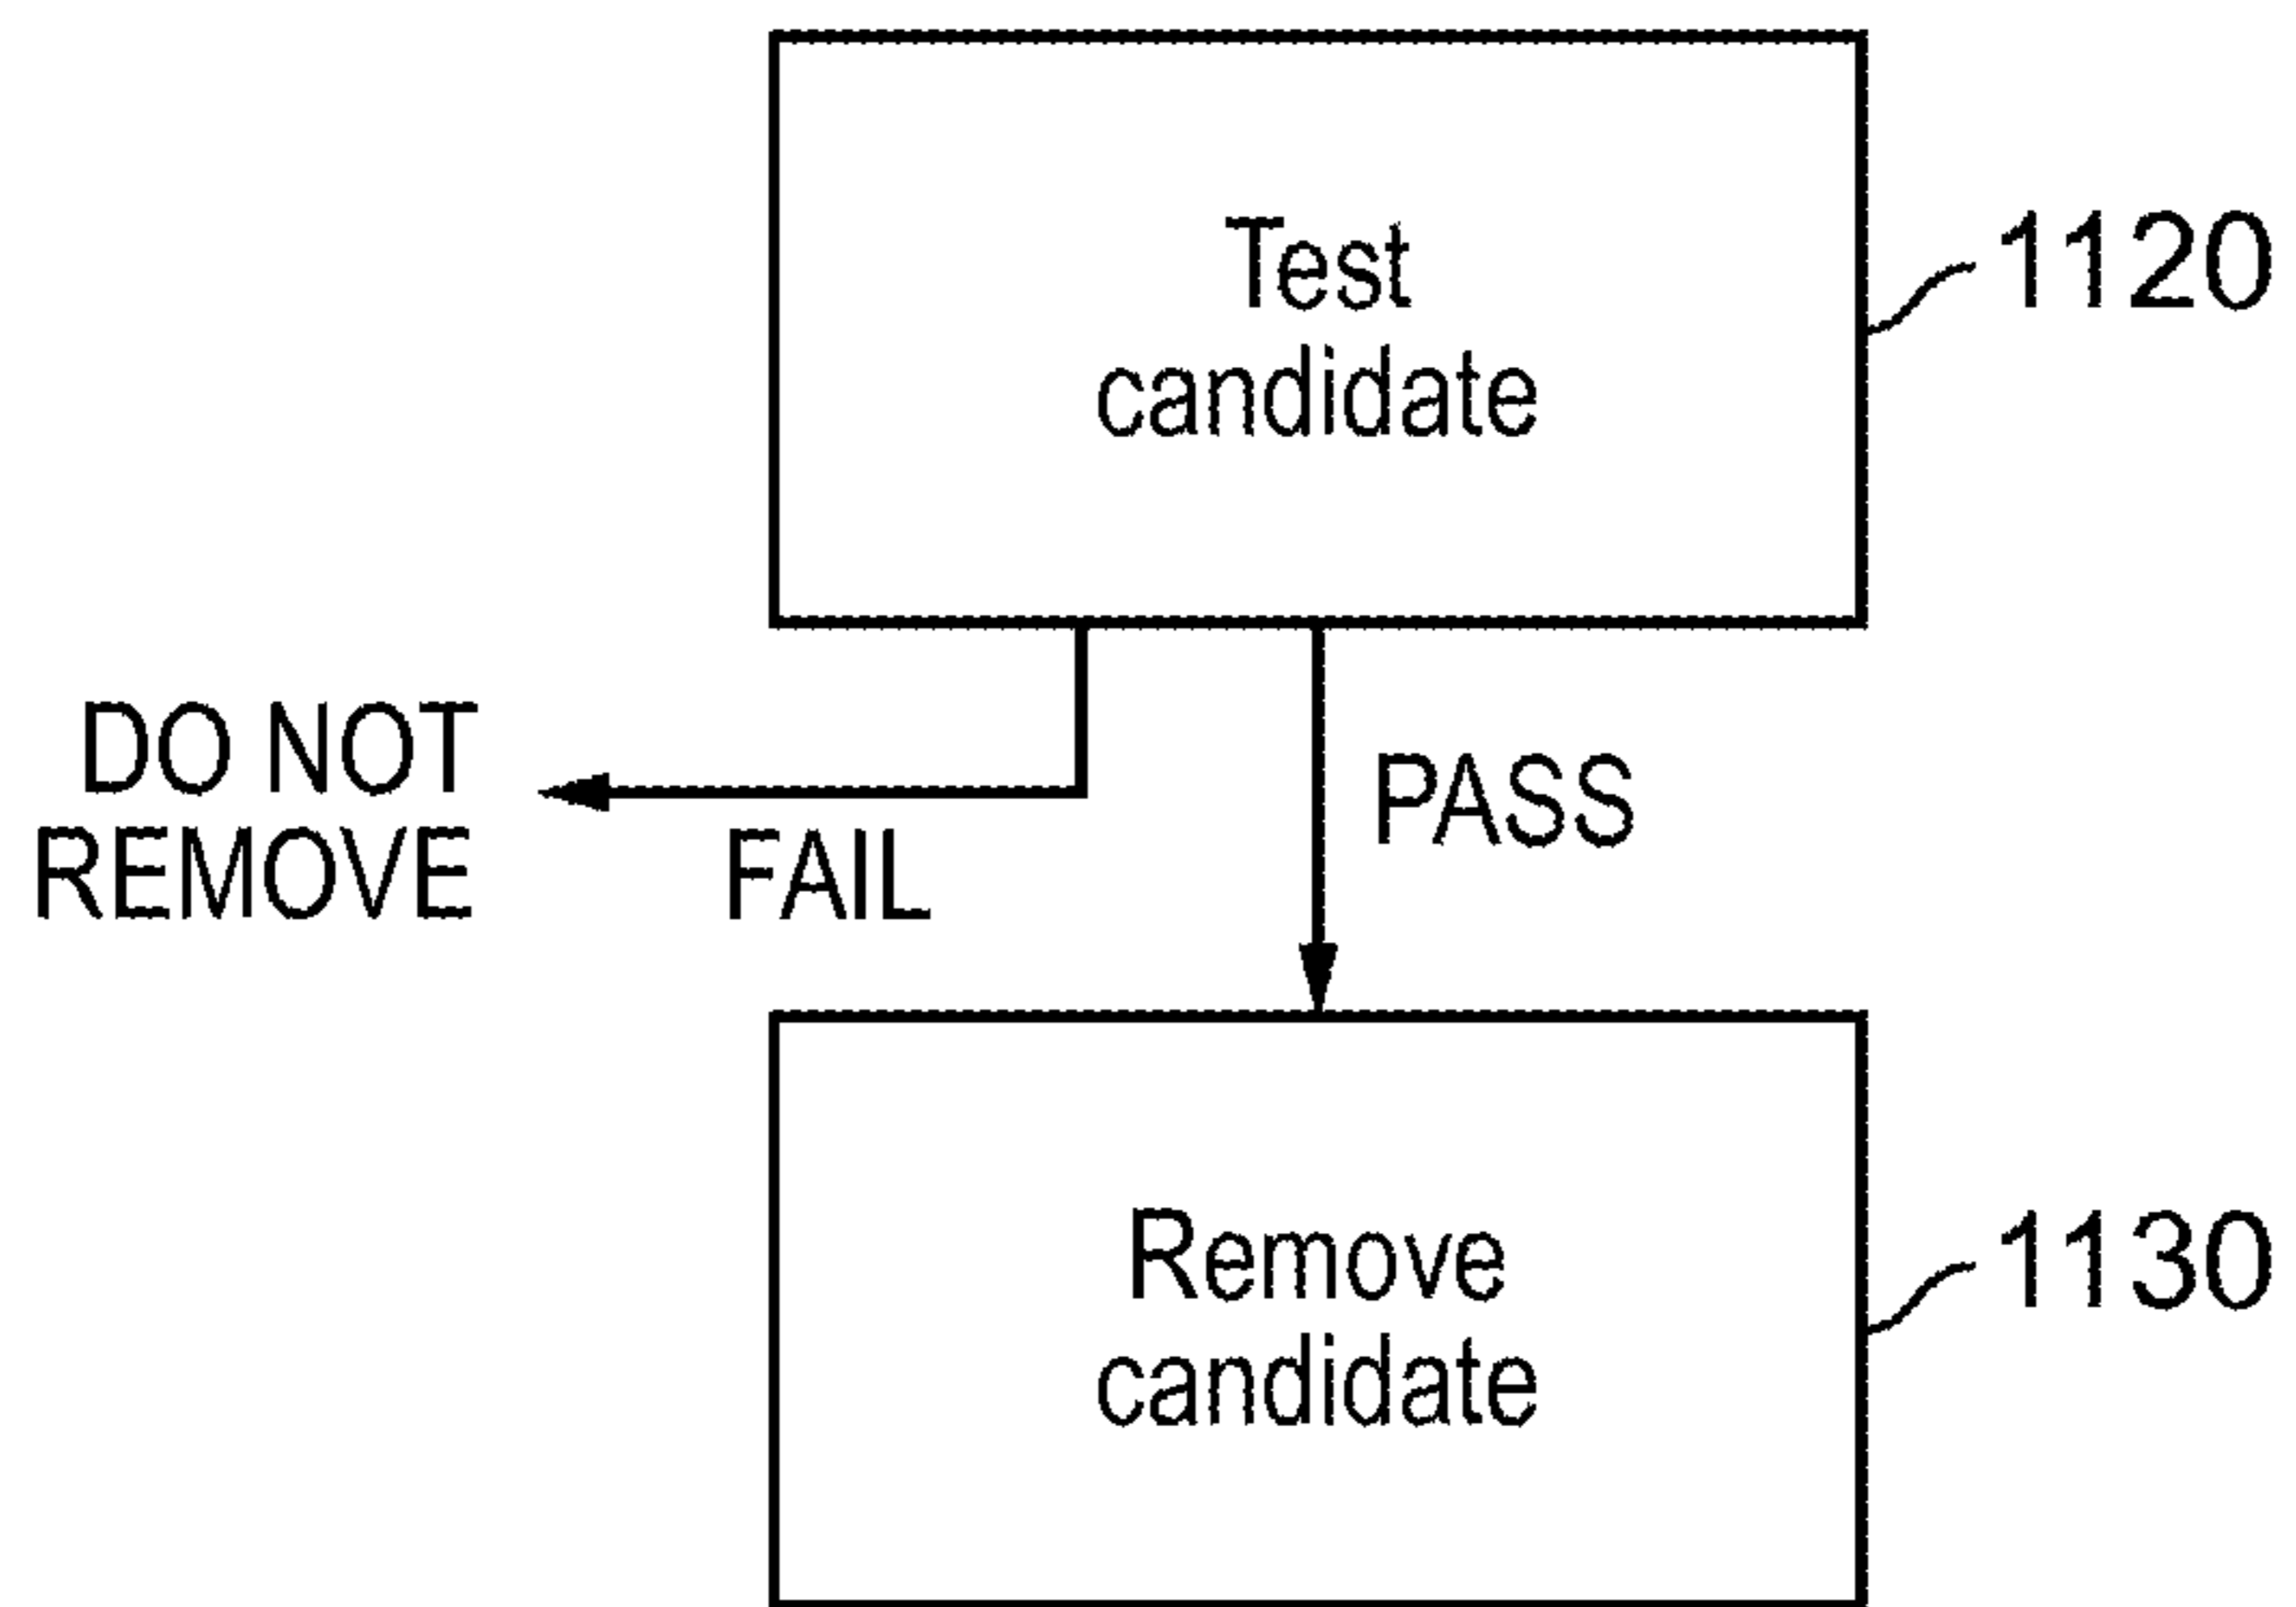 Test
candidate
1120
DO NOT
REMOVE
FAIL
PASS
Remove
candidate
1130